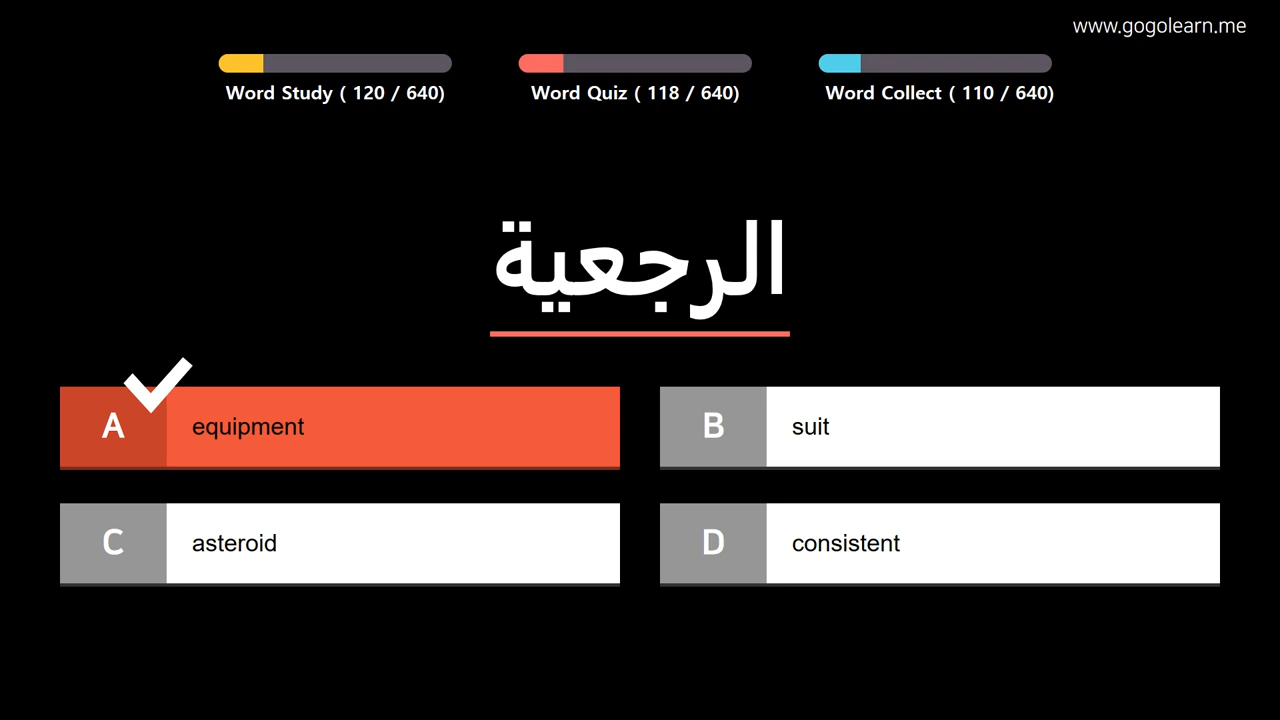 www.gogolearn.me
Word Study ( 120 / 640)
Word Quiz ( 118 / 640)
Word Collect ( 110 / 640)
الرجعية
A equipment
B suit
C asteroid
D consistent